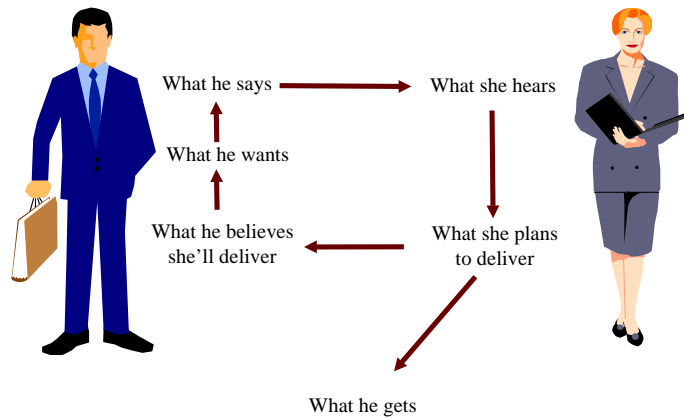 What he says
What she hears
What he wants
What he believes
she’ll deliver
What she plans
to deliver
What he gets